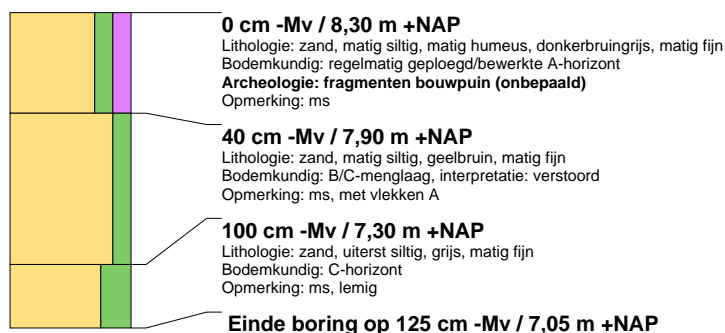 0 cm -Mv / 8,30 m +NAP
Lithologie: zand, matig siltig, matig humeus, donkerbruingrijs, matig fijn
Bodemkundig: regelmatig geploegd/bewerkte A-horizont
Archeologie: fragmenten bouwpuin (onbepaald)
Opmerking: ms
40 cm -Mv / 7,90 m +NAP
Lithologie: zand, matig siltig, geelbruin, matig fijn
Bodemkundig: B/C-menglaag, interpretatie: verstoord
Opmerking: ms, met vlekken A
100 cm -Mv / 7,30 m +NAP
Lithologie: zand, uiterst siltig, grijs, matig fijn
Bodemkundig: C-horizont
Opmerking: ms, lemig
Einde boring op 125 cm -Mv / 7,05 m +NAP